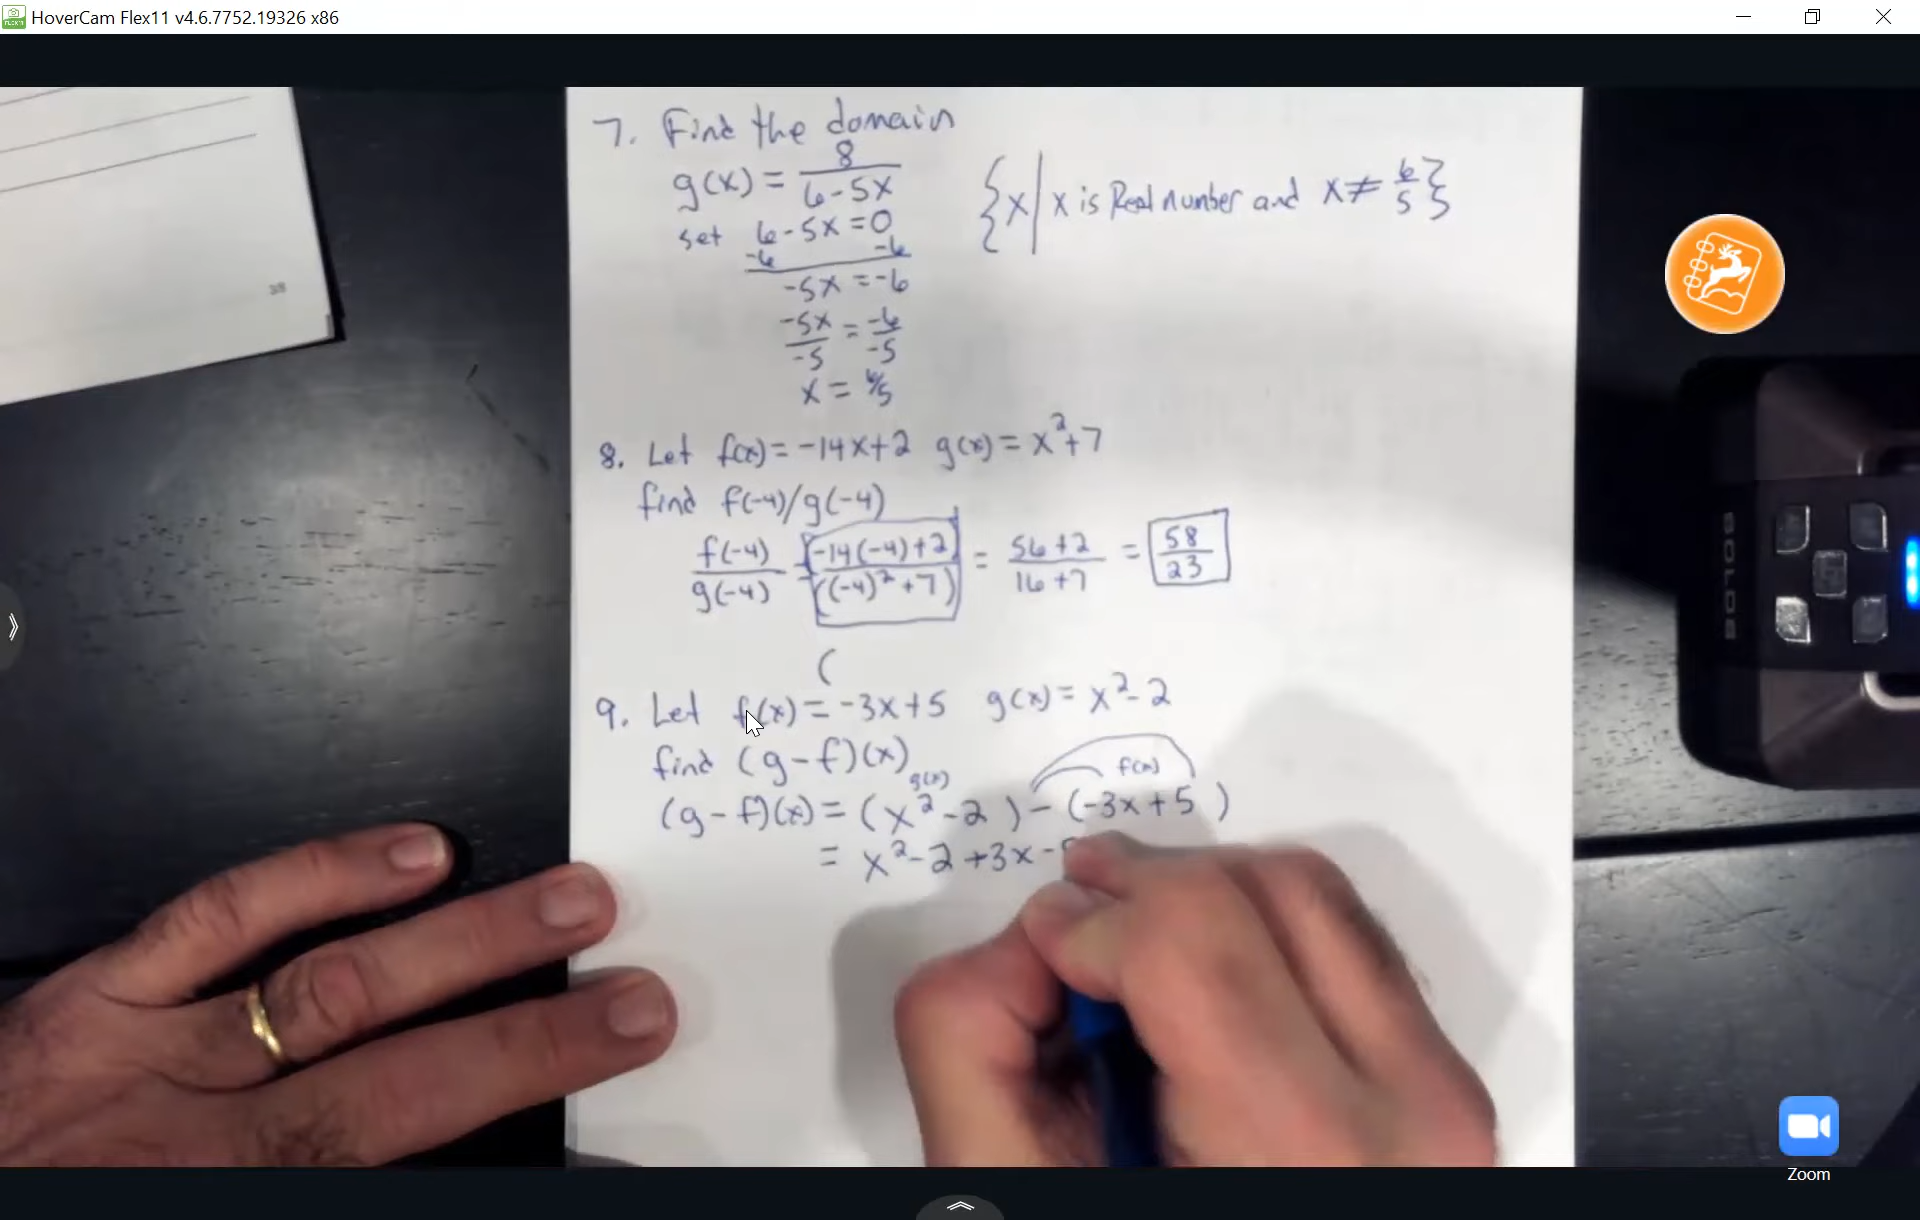 HoverCam Flex11 v4.6.7752.19326 x86
7. Find the domain
g(x) = 8/(6-5x)
{x | x is Real number and x ≠ 6/5}
set 6-5x=0
-6 -6
-5x = -6
-5x/-5 = -6/-5
x = 6/5
8. Let f(x) = -14x+2 g(x) = x²+7
find f(-4)/g(-4)
f(-4)/g(-4) = (-14(-4)+2)/((-4)²+7) = 56+2/16+7 = 58/23
(
9. Let f(x) = -3x+5 g(x) = x²-2
find (g-f)(x)
g(x) f(x)
(g-f)(x) = (x²-2) - (-3x+5)
= x²-2+3x-
SOLO8
Zoom